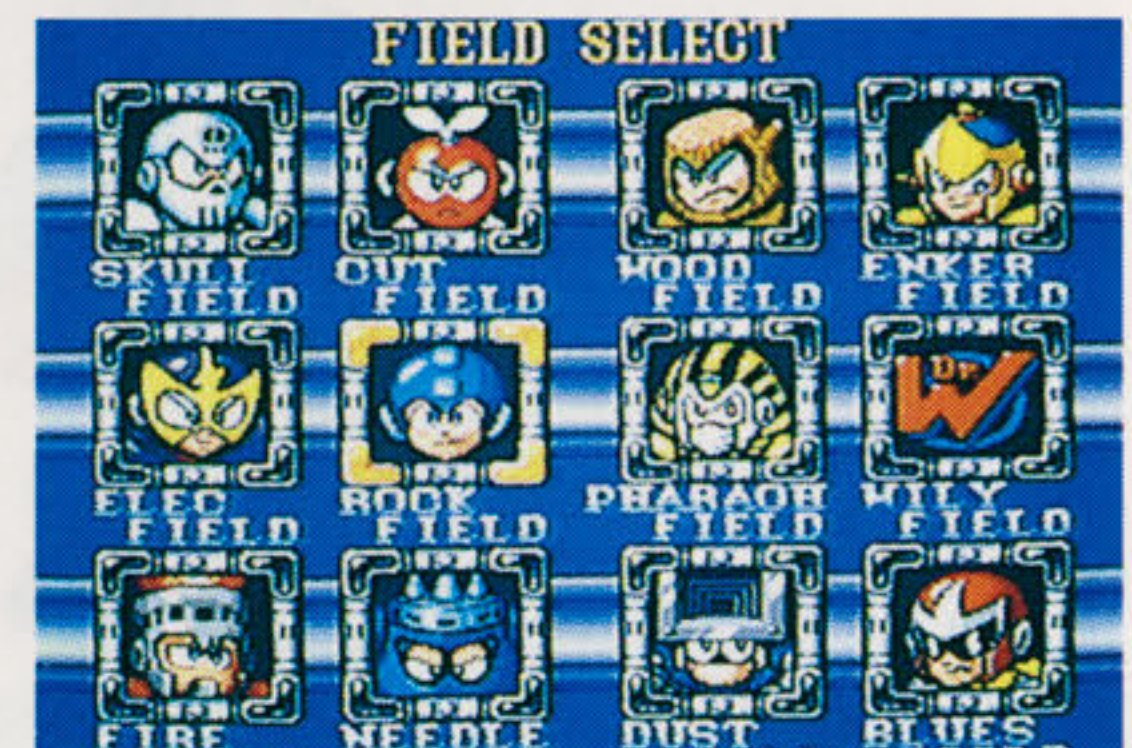 FIELD SELECT
SKULL FIELD
CUT FIELD
WOOD FIELD
ENKER FIELD
ELEC FIELD
ROCK FIELD
PHARAOH FIELD
Dr W
WILY FIELD
FIRE
NEEDLE
DUST
BLUES